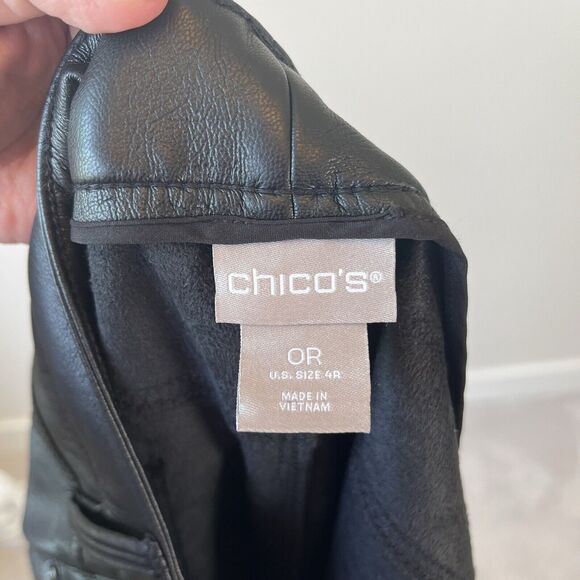 chico's®
OR
U.S. SIZE 4R
MADE IN
VIETNAM